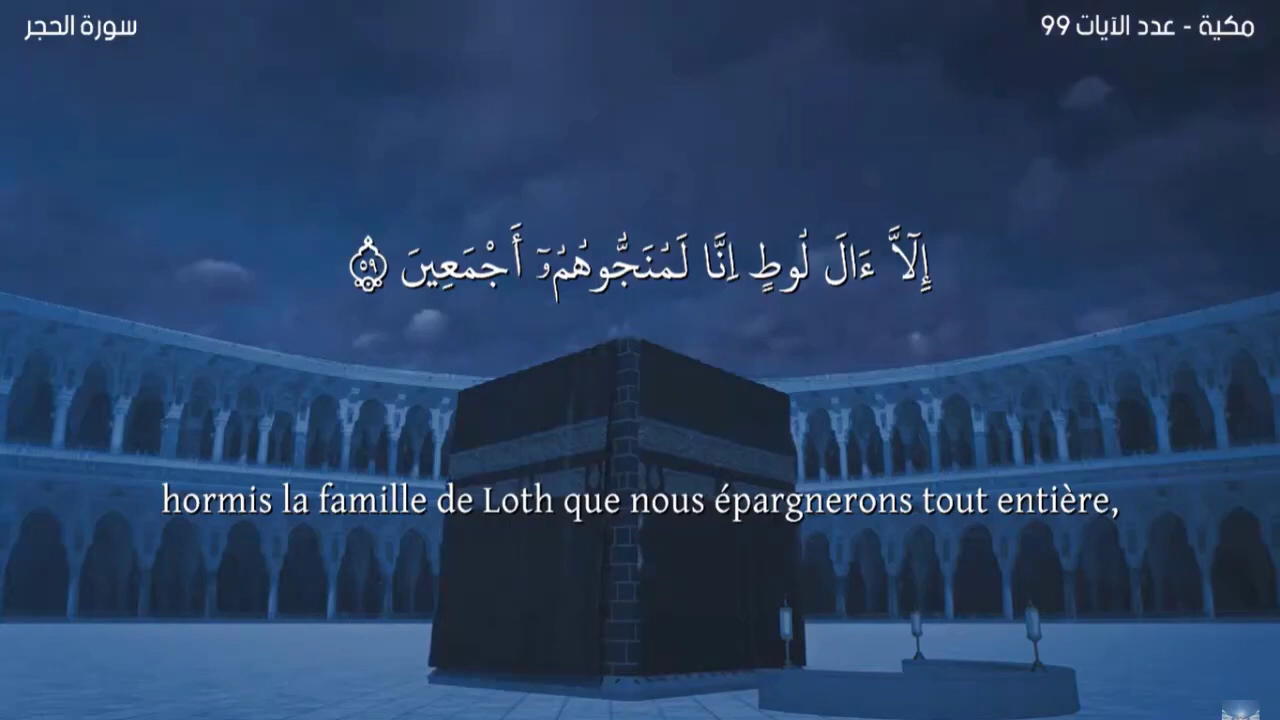 مكية - عدد الآيات 99
سورة الحجر
إِلَّآ ءَالَ لُوطٍ اِنَّا لَمُنَجُّوهُمُۥٓ أَجْمَعِينَ ٥٩
hormis la famille de Loth que nous épargnerons tout entière,